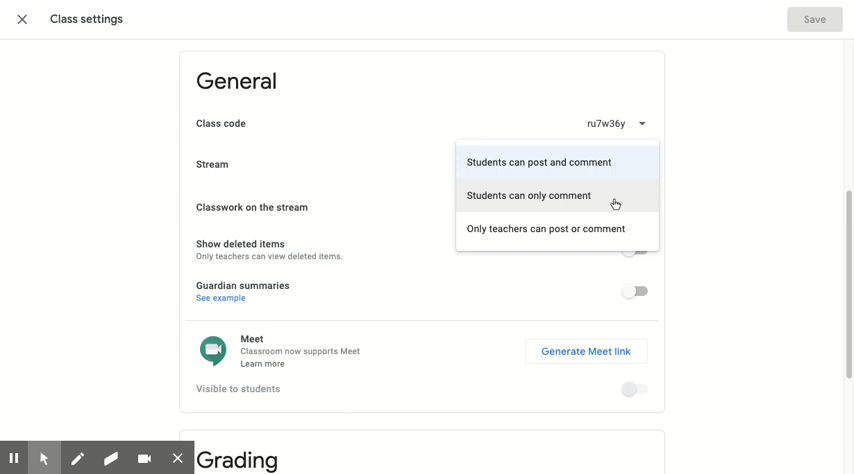 Class settings
Save
General
Class code
ru7w36y
Stream
Students can post and comment
Students can only comment
Classwork on the stream
Only teachers can post or comment
Show deleted items
Only teachers can view deleted items.
Guardian summaries
See example
Meet
Classroom now supports Meet
Learn more
Generate Meet link
Visible to students
Grading